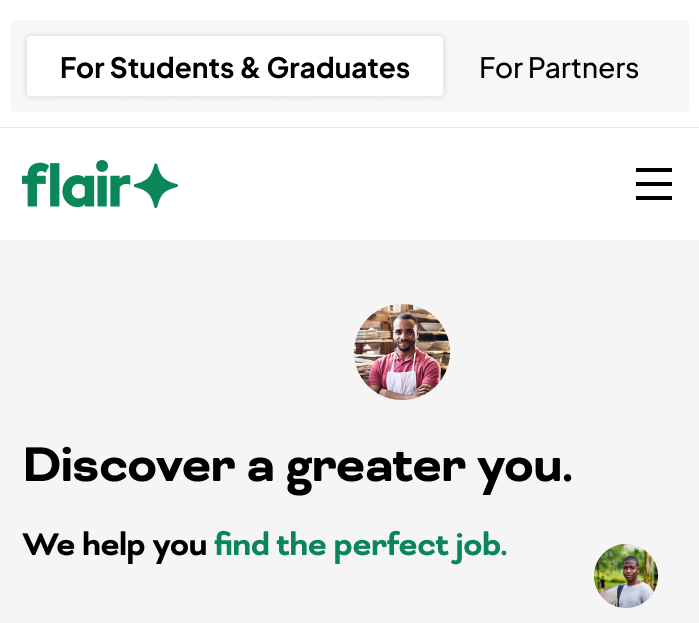 For Students & Graduates For Partners
flair
Discover a greater you.
We help you find the perfect job.